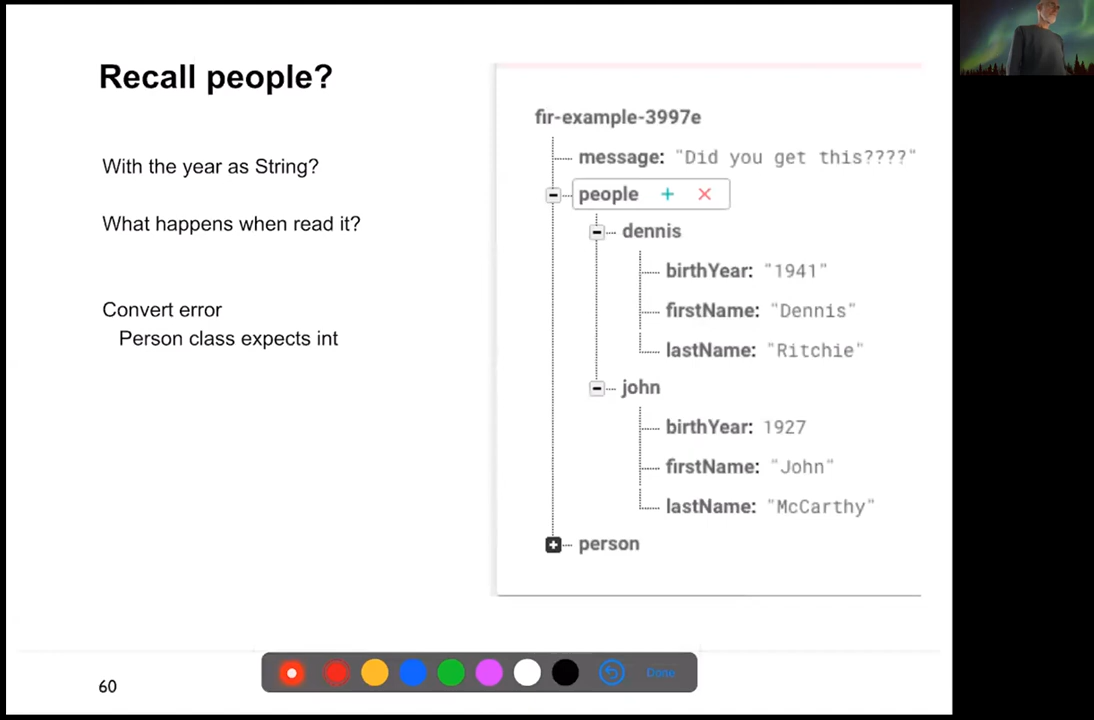 Recall people?
With the year as String?
What happens when read it?
Convert error
Person class expects int
fir-example-3997e
message: "Did you get this????"
people + ×
dennis
birthYear: "1941"
firstName: "Dennis"
lastName: "Ritchie"
john
birthYear: 1927
firstName: "John"
lastName: "McCarthy"
person
60
Done